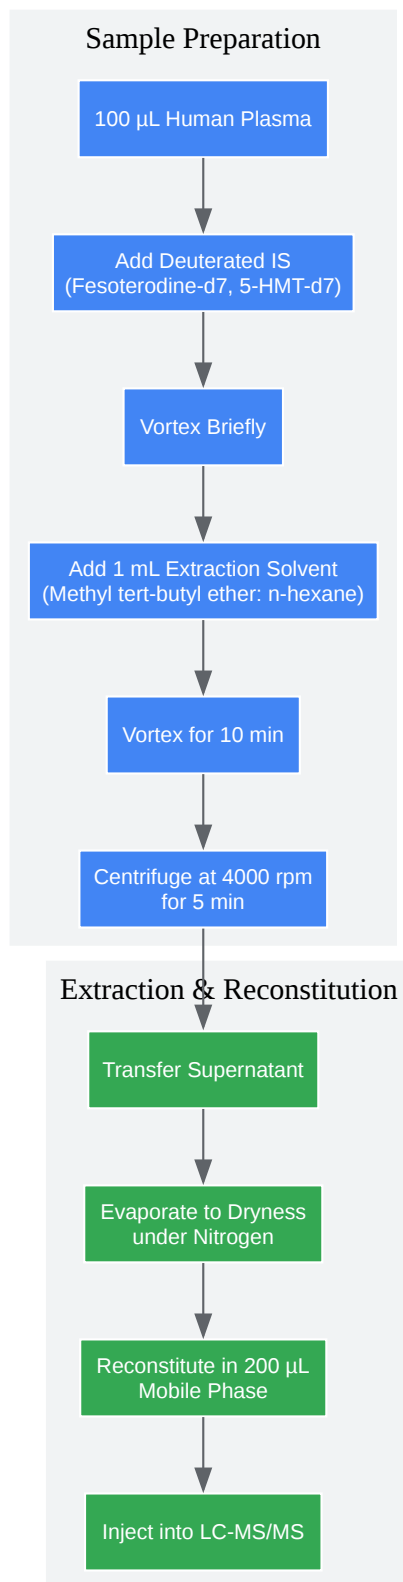 Sample Preparation
100 µL Human Plasma
Add Deuterated IS
(Fesoterodine-d7, 5-HMT-d7)
Vortex Briefly
Add 1 mL Extraction Solvent
(Methyl tert-butyl ether: n-hexane)
Vortex for 10 min
Centrifuge at 4000 rpm
for 5 min
Extraction & Reconstitution
Transfer Supernatant
Evaporate to Dryness
under Nitrogen
Reconstitute in 200 µL
Mobile Phase
Inject into LC-MS/MS